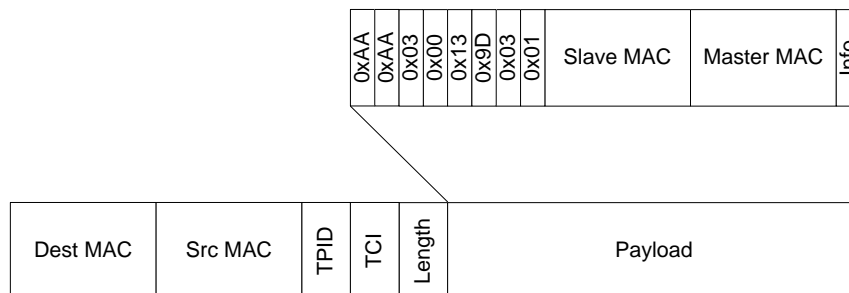 0xAA
0xAA
0x03
0x00
0x13
0x9D
0x03
0x01
Slave MAC
Master MAC
Info
Dest MAC
Src MAC
TPID
TCI
Length
Payload